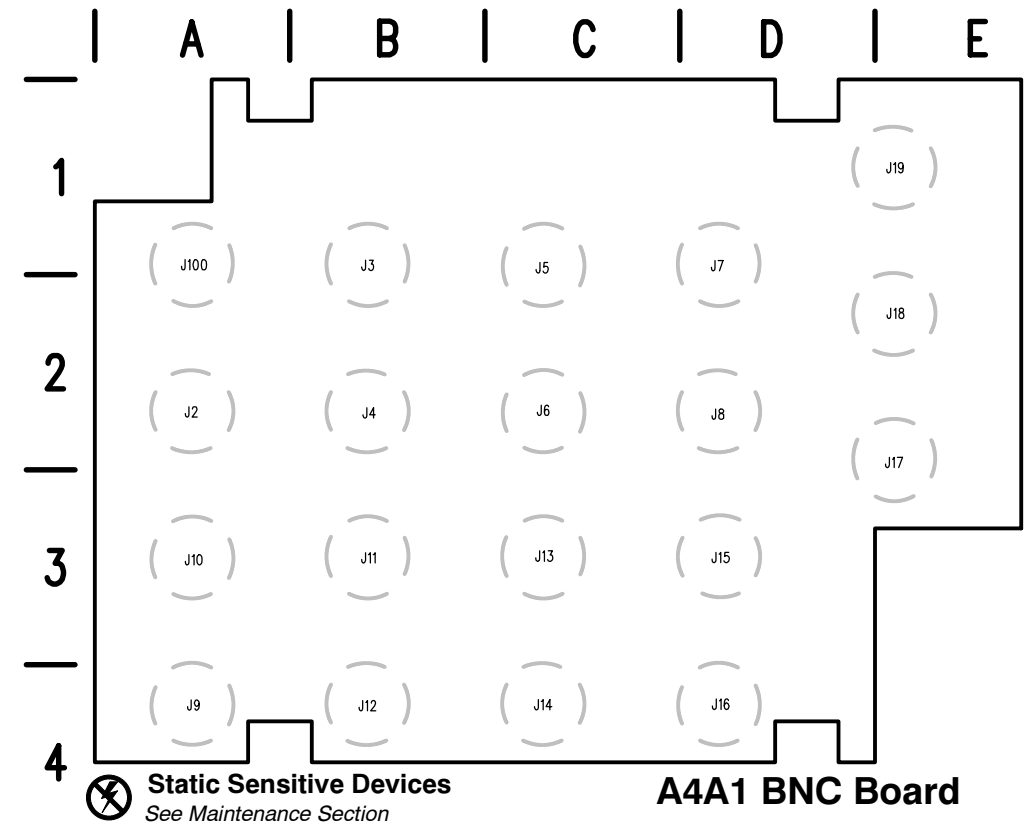 A B C D E
1
J19
J100 J3 J5 J7
J18
2
J2 J4 J6 J8
J17
3
J10 J11 J13 J15
J9 J12 J14 J16
4
Static Sensitive Devices
See Maintenance Section
A4A1 BNC Board